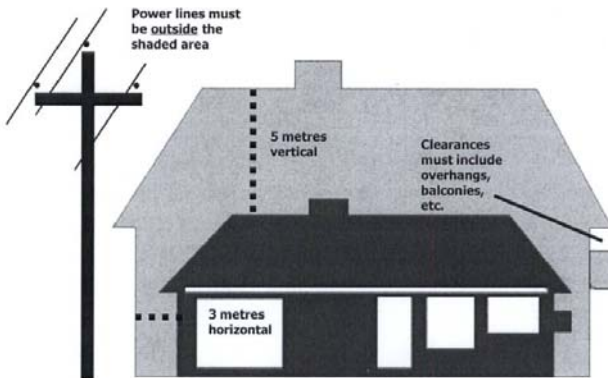 Power lines must
be outside the
shaded area
5 metres
vertical
Clearances
must include
overhangs,
balconies,
etc.
3 metres
horizontal